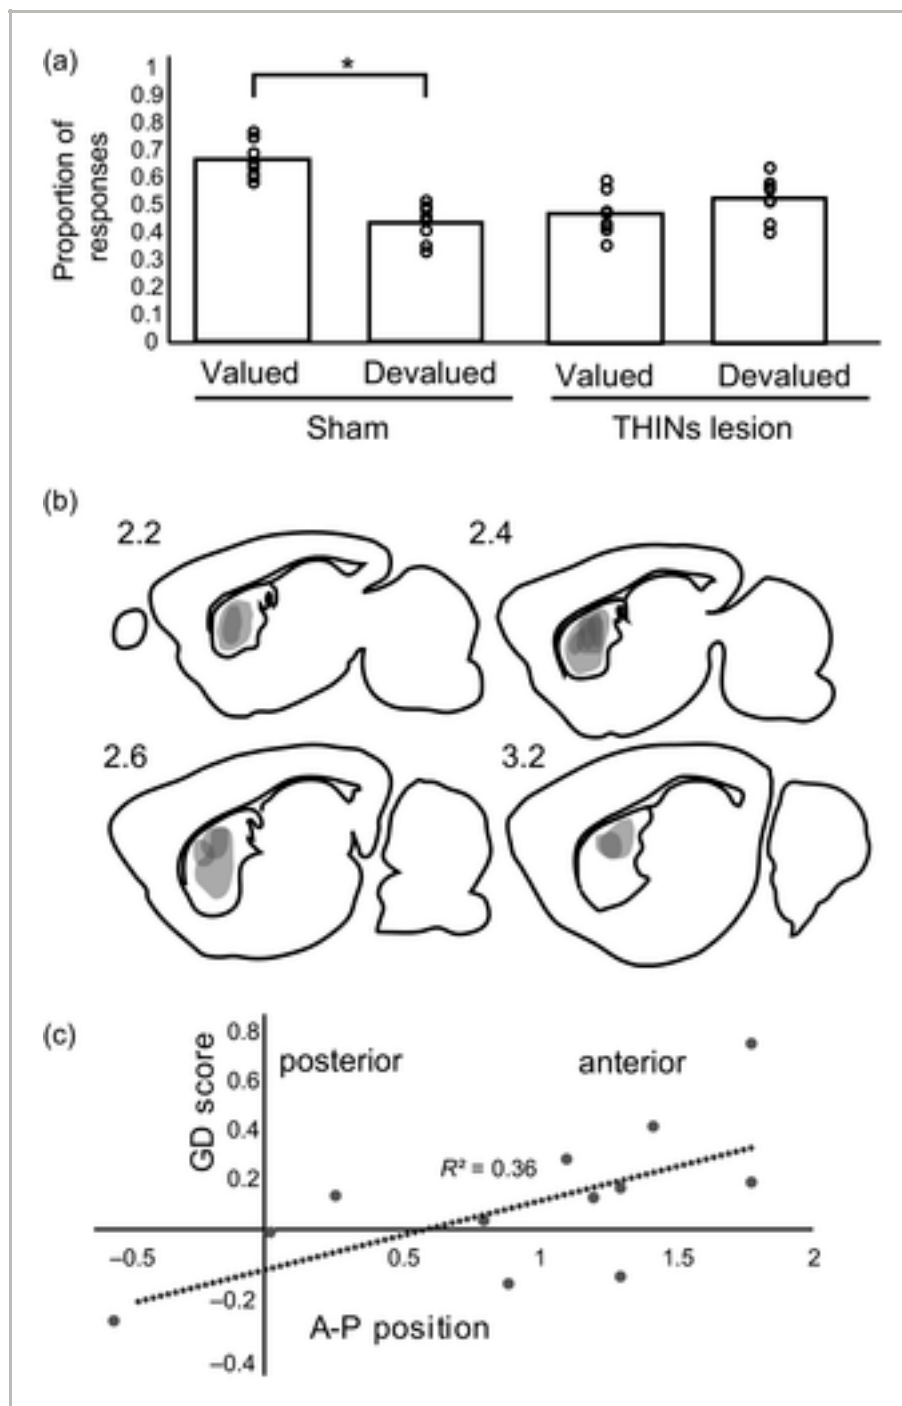 (a)
*
1
0.9
0.8
0.7
0.6
0.5
0.4
0.3
0.2
0.1
0
Proportion of
responses
Valued
Devalued
Valued
Devalued
Sham
THINs lesion
(b)
2.2
2.4
2.6
3.2
(c)
GD score
0.8
0.6
0.4
0.2
posterior
anterior
R² = 0.36
–0.5
0.5
1
1.5
2
–0.2
–0.4
A-P position